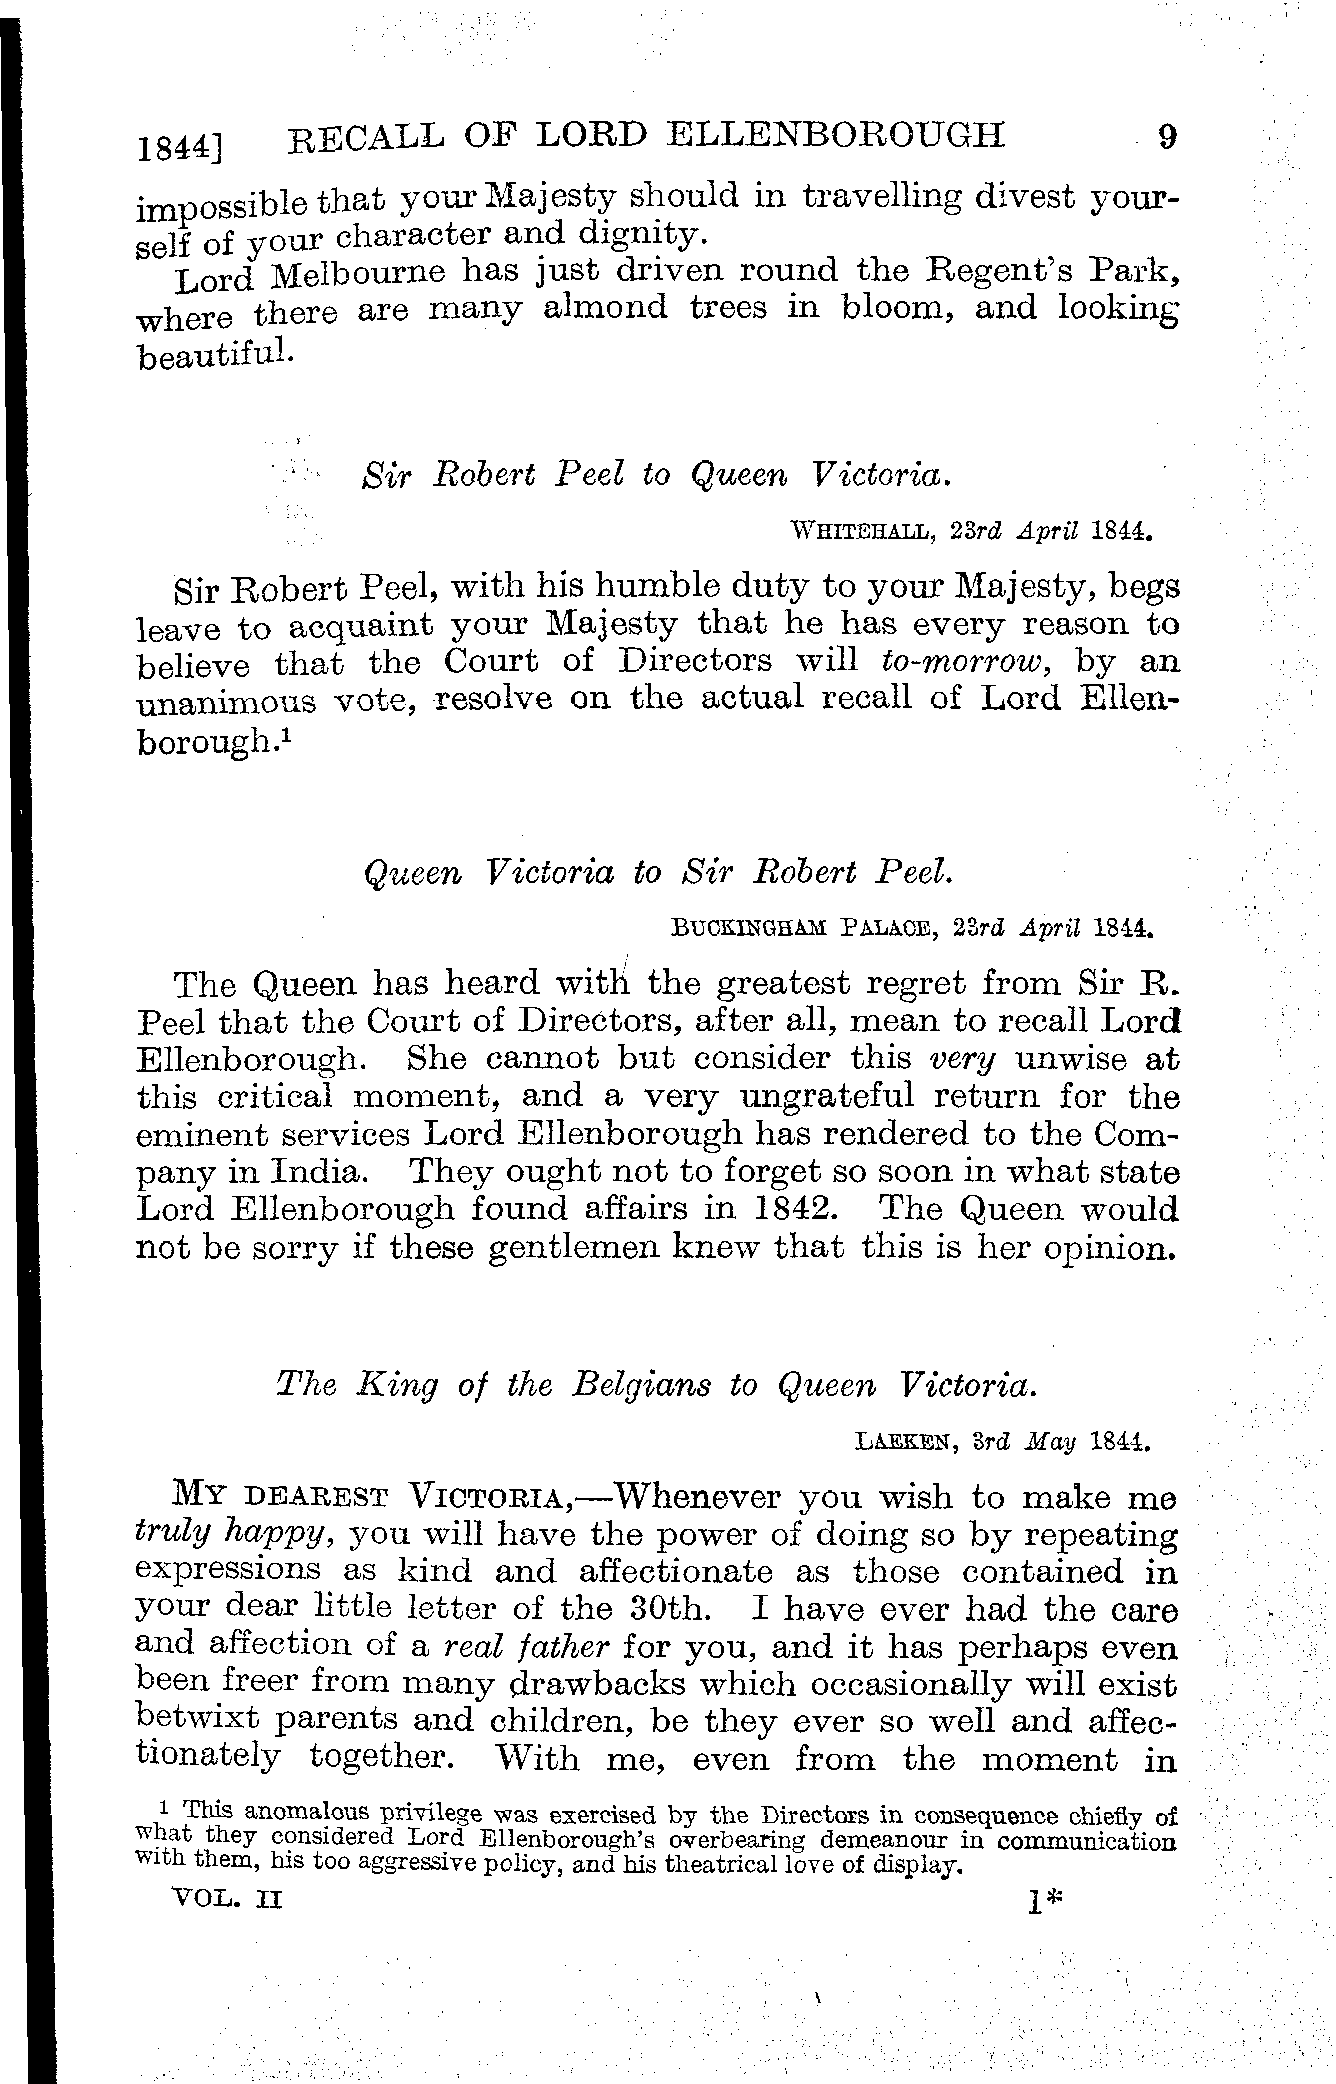 1844] RECALL OF LORD ELLENBOROUGH 9
impossible that your Majesty should in travelling divest your-
self of your character and dignity.
Lord Melbourne has just driven round the Regent's Park,
where there are many almond trees in bloom, and looking
beautiful.
Sir Robert Peel to Queen Victoria.
WHITEHALL, 23rd April 1844.
Sir Robert Peel, with his humble duty to your Majesty, begs
leave to acquaint your Majesty that he has every reason to
believe that the Court of Directors will to-morrow, by an
unanimous vote, resolve on the actual recall of Lord Ellen-
borough.¹
Queen Victoria to Sir Robert Peel.
BUCKINGHAM PALACE, 23rd April 1844.
The Queen has heard with the greatest regret from Sir R.
Peel that the Court of Directors, after all, mean to recall Lord
Ellenborough. She cannot but consider this very unwise at
this critical moment, and a very ungrateful return for the
eminent services Lord Ellenborough has rendered to the Com-
pany in India. They ought not to forget so soon in what state
Lord Ellenborough found affairs in 1842. The Queen would
not be sorry if these gentlemen knew that this is her opinion.
The King of the Belgians to Queen Victoria.
LAEKEN, 3rd May 1844.
MY DEAREST VICTORIA,—Whenever you wish to make me
truly happy, you will have the power of doing so by repeating
expressions as kind and affectionate as those contained in
your dear little letter of the 30th. I have ever had the care
and affection of a real father for you, and it has perhaps even
been freer from many drawbacks which occasionally will exist
betwixt parents and children, be they ever so well and affec-
tionately together. With me, even from the moment in
¹ This anomalous privilege was exercised by the Directors in consequence chiefly of
what they considered Lord Ellenborough's overbearing demeanour in communication
with them, his too aggressive policy, and his theatrical love of display.
VOL. II 1*